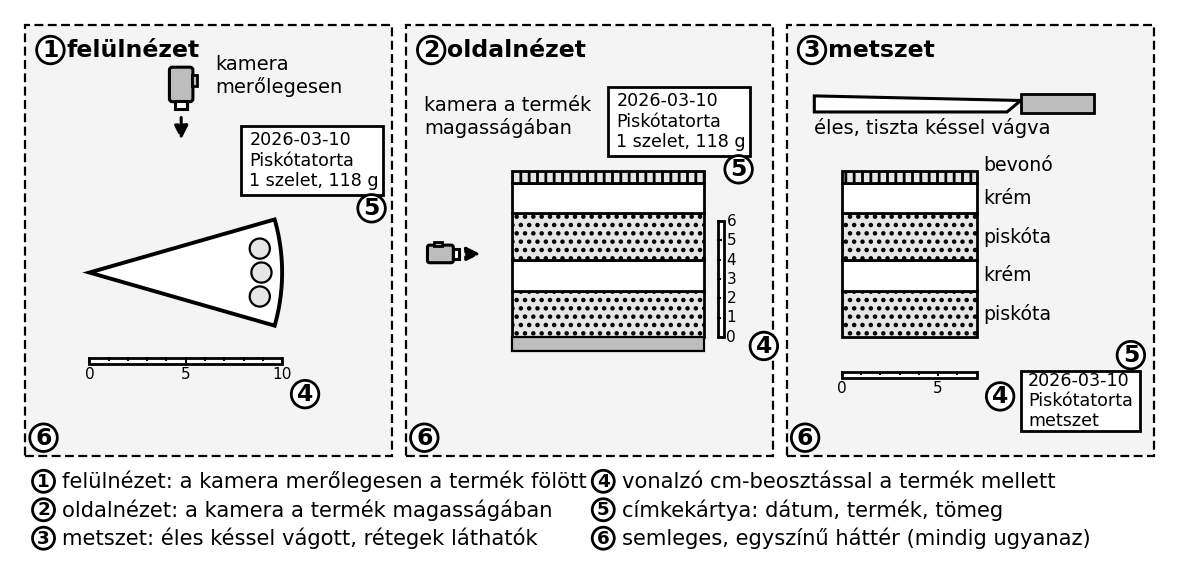 1 felülnézet
kamera
merőlegesen
2026-03-10
Piskótatorta
1 szelet, 118 g
5
0 5 10
4
6
2 oldalnézet
kamera a termék
magasságában
2026-03-10
Piskótatorta
1 szelet, 118 g
5
6
5
4
3
2
1
0
4
6
3 metszet
éles, tiszta késsel vágva
bevonó
krém
piskóta
krém
piskóta
0 5
5
4
2026-03-10
Piskótatorta
metszet
6
1 felülnézet: a kamera merőlegesen a termék fölött
2 oldalnézet: a kamera a termék magasságában
3 metszet: éles késsel vágott, rétegek láthatók
4 vonalzó cm-beosztással a termék mellett
5 címkekártya: dátum, termék, tömeg
6 semleges, egyszínű háttér (mindig ugyanaz)